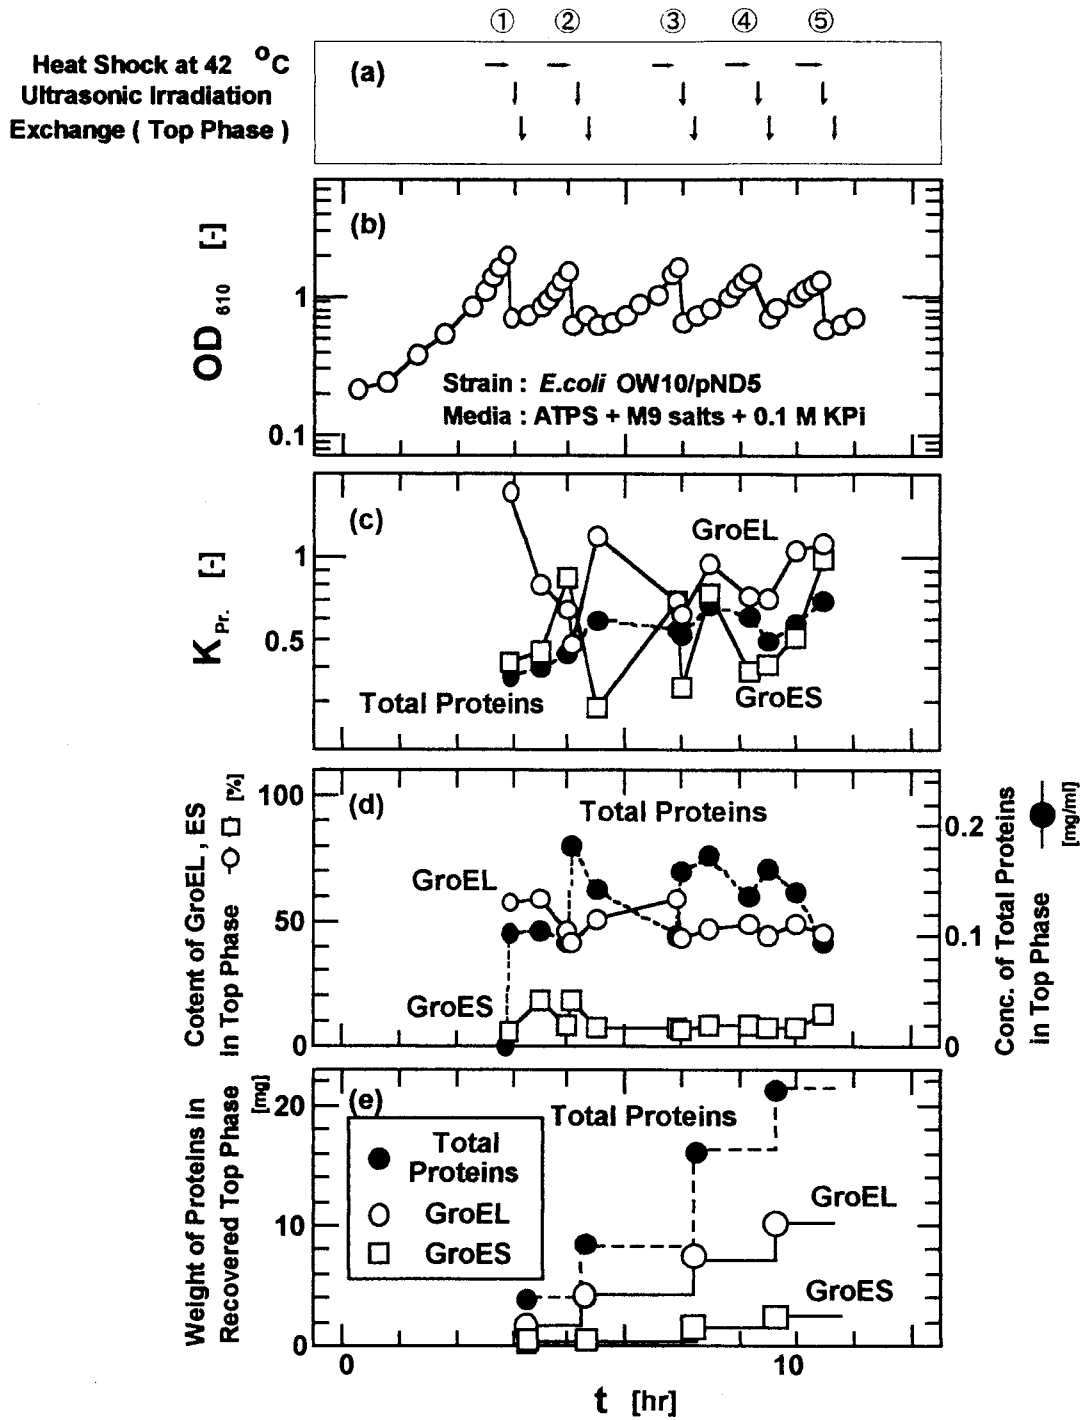 ① ② ③ ④ ⑤
Heat Shock at 42 °C
Ultrasonic Irradiation
Exchange ( Top Phase )
(a)
(b)
OD610 [-]
1
0.1
Strain : E.coli OW10/pND5
Media : ATPS + M9 salts + 0.1 M KPi
(c)
KPr. [-]
1
0.5
GroEL
Total Proteins
GroES
(d)
Cotent of GroEL , ES
in Top Phase [%]
100
50
0
Total Proteins
GroEL
GroES
0.2
0.1
0
Conc. of Total Proteins
in Top Phase [mg/ml]
(e)
Weight of Proteins in
Recovered Top Phase [mg]
20
10
0
Total Proteins
Total
Proteins
GroEL
GroES
GroEL
GroES
0 10
t [hr]